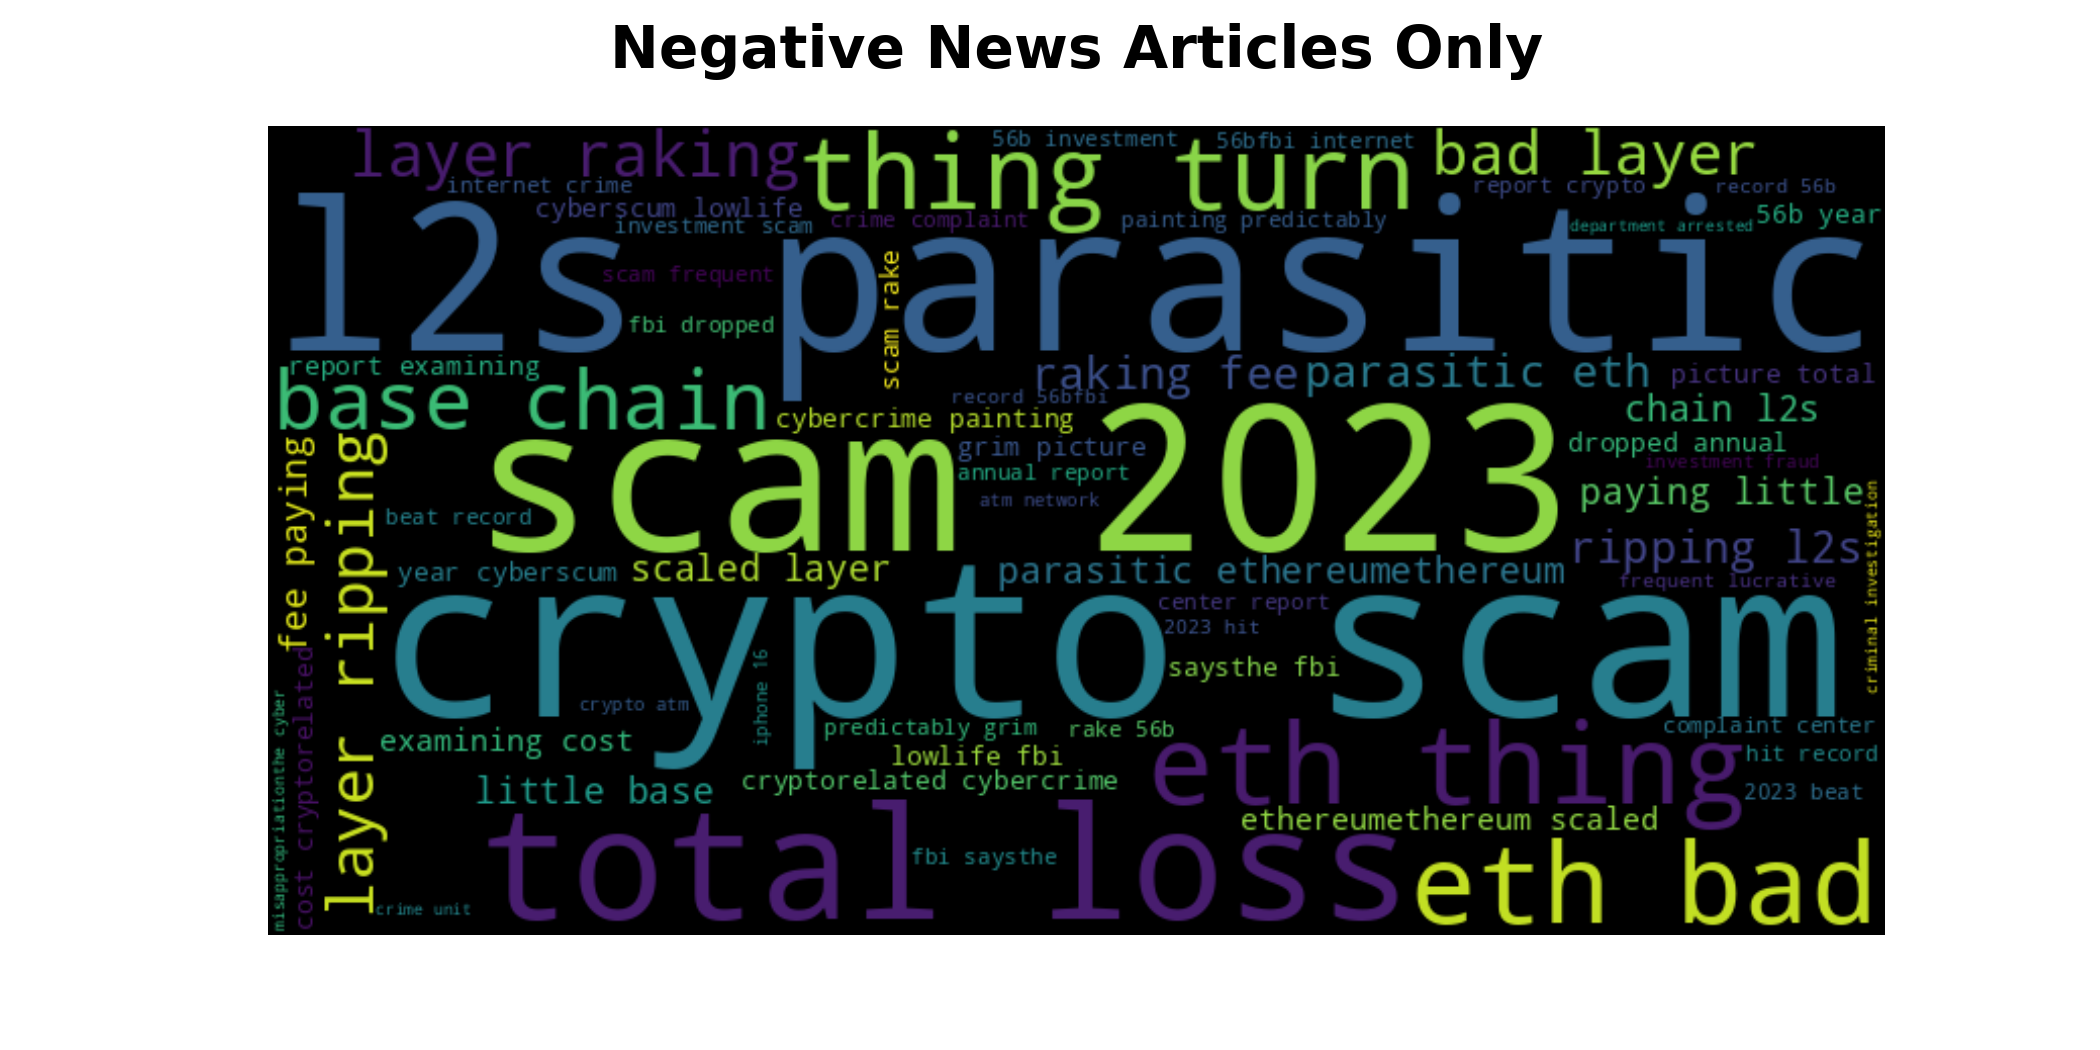 Negative News Articles Only
layer raking
thing turn
56b investment
56bfbi internet
bad layer
internet crime
report crypto
record 56b
cyberscum lowlife
crime complaint
painting predictably
56b year
investment scam
department arrested
l2s parasitic
scam frequent
scam rake
fbi dropped
report examining
raking fee
parasitic eth
picture total
base chain
record 56bfbi
cybercrime painting
chain l2s
grim picture
dropped annual
scam 2023
annual report
investment fraud
atm network
paying little
fee paying
layer ripping
beat record
ripping l2s
criminal investigation
year cyberscum
scaled layer
parasitic ethereumethereum
frequent lucrative
center report
2023 hit
crypto scam
saysthe fbi
iphone 16
crypto atm
cost cryptorelated
misappropriationthe cyber
examining cost
predictably grim
rake 56b
complaint center
lowlife fbi
eth thing
hit record
cryptorelated cybercrime
little base
2023 beat
ethereumethereum scaled
total loss
fbi saysthe
eth bad
crime unit